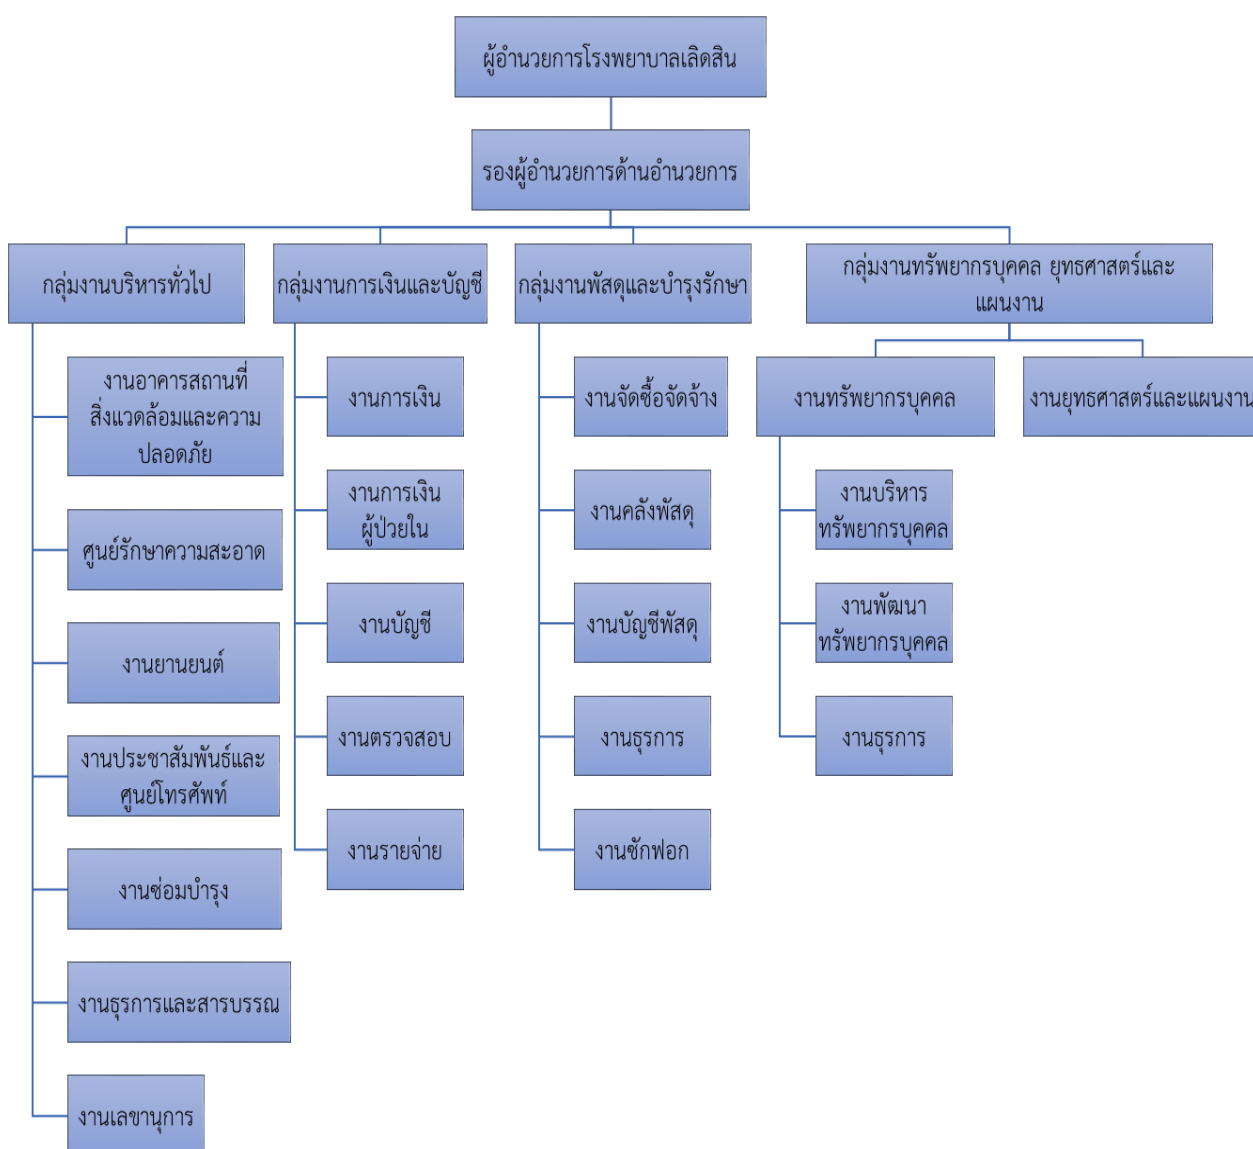 ผู้อำนวยการโรงพยาบาลเลิดสิน
รองผู้อำนวยการด้านอำนวยการ
กลุ่มงานบริหารทั่วไป
งานอาคารสถานที่
สิ่งแวดล้อมและความ
ปลอดภัย
ศูนย์รักษาความสะอาด
งานยานยนต์
งานประชาสัมพันธ์และ
ศูนย์โทรศัพท์
งานซ่อมบำรุง
งานธุรการและสารบรรณ
งานเลขานุการ
กลุ่มงานการเงินและบัญชี
งานการเงิน
งานการเงิน
ผู้ป่วยใน
งานบัญชี
งานตรวจสอบ
งานรายจ่าย
กลุ่มงานพัสดุและบำรุงรักษา
งานจัดซื้อจัดจ้าง
งานคลังพัสดุ
งานบัญชีพัสดุ
งานธุรการ
งานซักฟอก
กลุ่มงานทรัพยากรบุคคล ยุทธศาสตร์และ
แผนงาน
งานทรัพยากรบุคคล
งานบริหาร
ทรัพยากรบุคคล
งานพัฒนา
ทรัพยากรบุคคล
งานธุรการ
งานยุทธศาสตร์และแผนงาน